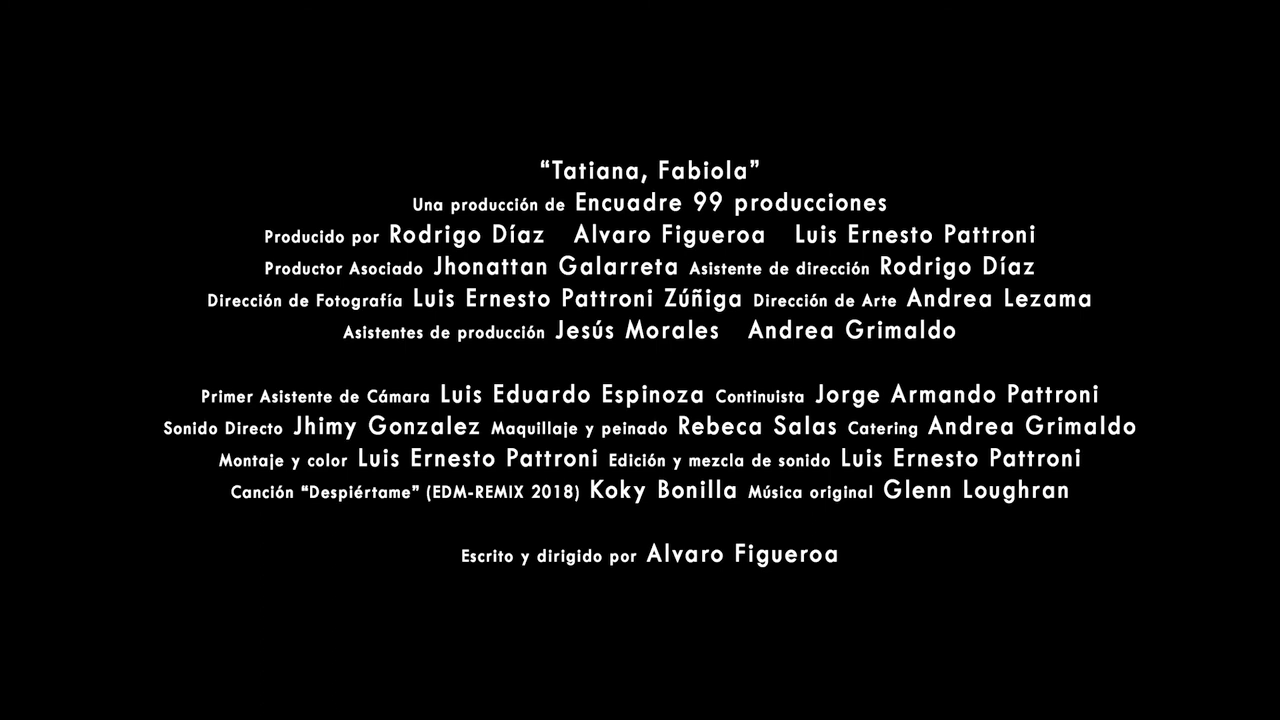 “Tatiana, Fabiola”
Una producción de Encuadre 99 producciones
Producido por Rodrigo Díaz Alvaro Figueroa Luis Ernesto Pattroni
Productor Asociado Jhonattan Galarreta Asistente de dirección Rodrigo Díaz
Dirección de Fotografía Luis Ernesto Pattroni Zúñiga Dirección de Arte Andrea Lezama
Asistentes de producción Jesús Morales Andrea Grimaldo
Primer Asistente de Cámara Luis Eduardo Espinoza Continuista Jorge Armando Pattroni
Sonido Directo Jhimy Gonzalez Maquillaje y peinado Rebeca Salas Catering Andrea Grimaldo
Montaje y color Luis Ernesto Pattroni Edición y mezcla de sonido Luis Ernesto Pattroni
Canción “Despiértame” (EDM-REMIX 2018) Koky Bonilla Música original Glenn Loughran
Escrito y dirigido por Alvaro Figueroa